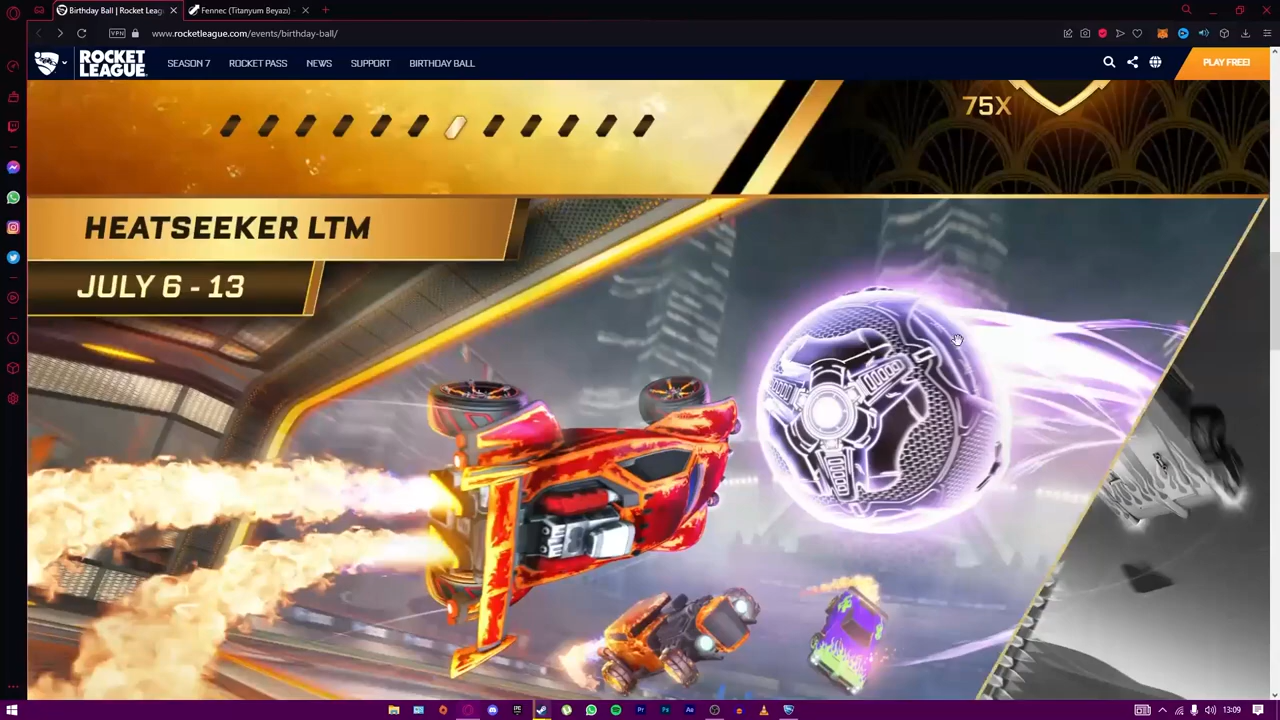 Birthday Ball | Rocket Leag
Fennec (Titanyum Beyazı)
VPN
www.rocketleague.com/events/birthday-ball/
ROCKET
LEAGUE
SEASON 7
ROCKET PASS
NEWS
SUPPORT
BIRTHDAY BALL
PLAY FREE!
75X
HEATSEEKER LTM
JULY 6 - 13
13:09